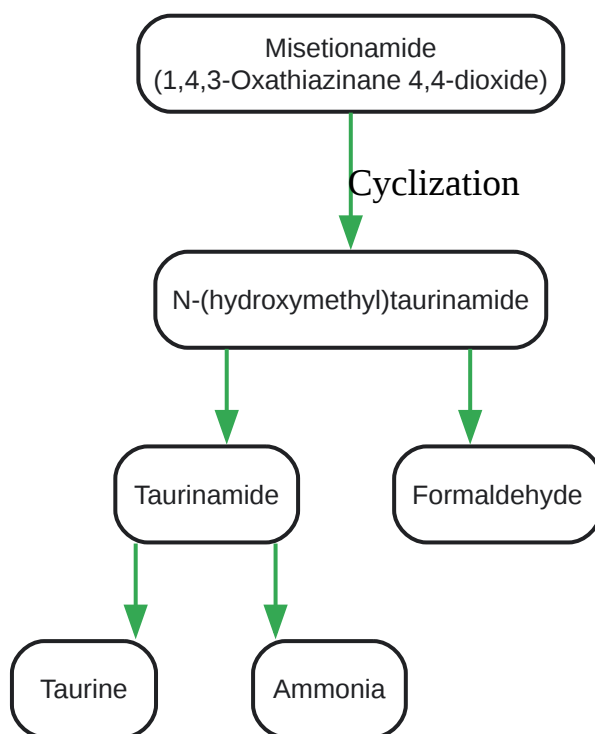 Misetionamide
(1,4,3-Oxathiazinane 4,4-dioxide)
Cyclization
N-(hydroxymethyl)taurinamide
Taurinamide
Formaldehyde
Taurine
Ammonia